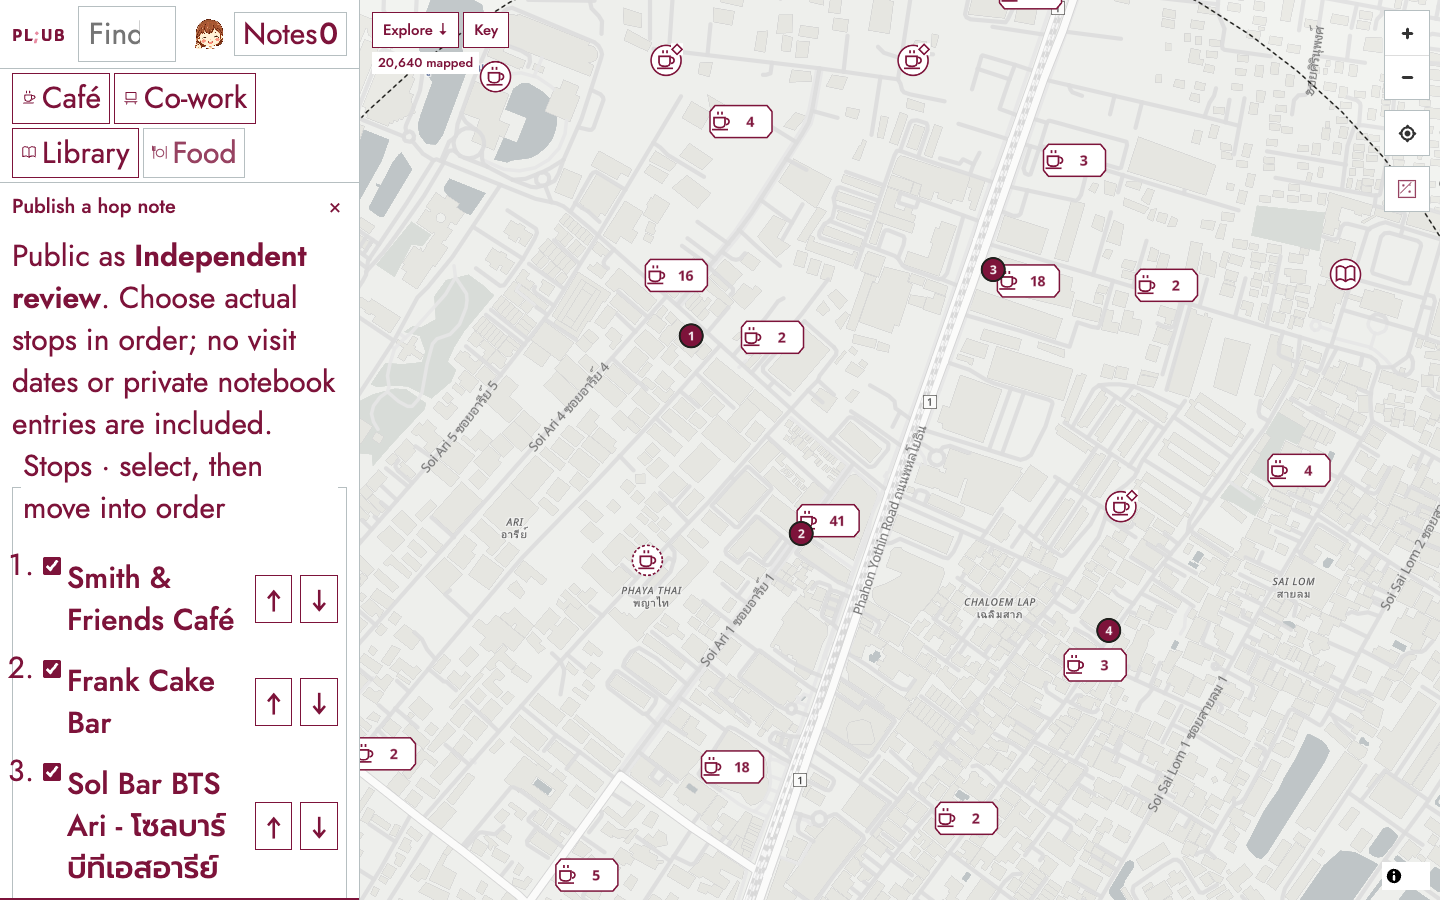 PL;UB
Find
Notes 0
Café
Co-work
Library
Food
Publish a hop note
×
Public as Independent
review. Choose actual
stops in order; no visit
dates or private notebook
entries are included.
Stops · select, then
move into order
1. Smith &
Friends Café
↑ ↓
2. Frank Cake
Bar
↑ ↓
3. Sol Bar BTS
Ari - โซลบาร์
บีทีเอสอารีย์
↑ ↓
Explore ↓
Key
20,640 mapped
+
−
4
3
16
3
18
2
1
2
1
1
41
2
4
4
3
2
18
1
2
5
Soi Ari 5 ซอยอารีย์ 5
Soi Ari 4 ซอยอารีย์ 4
Phahon Yothin Road ถนนพหลโยธิน
ARI
อารีย์
PHAYA THAI
พญาไท
Soi Ari 1 ซอยอารีย์ 1
CHALOEM LAP
เฉลิมลาภ
SAI LOM
สายลม
Soi Sai Lom 1 ซอยสายลม 1
Soi Sai Lom 2 ซอยสาย